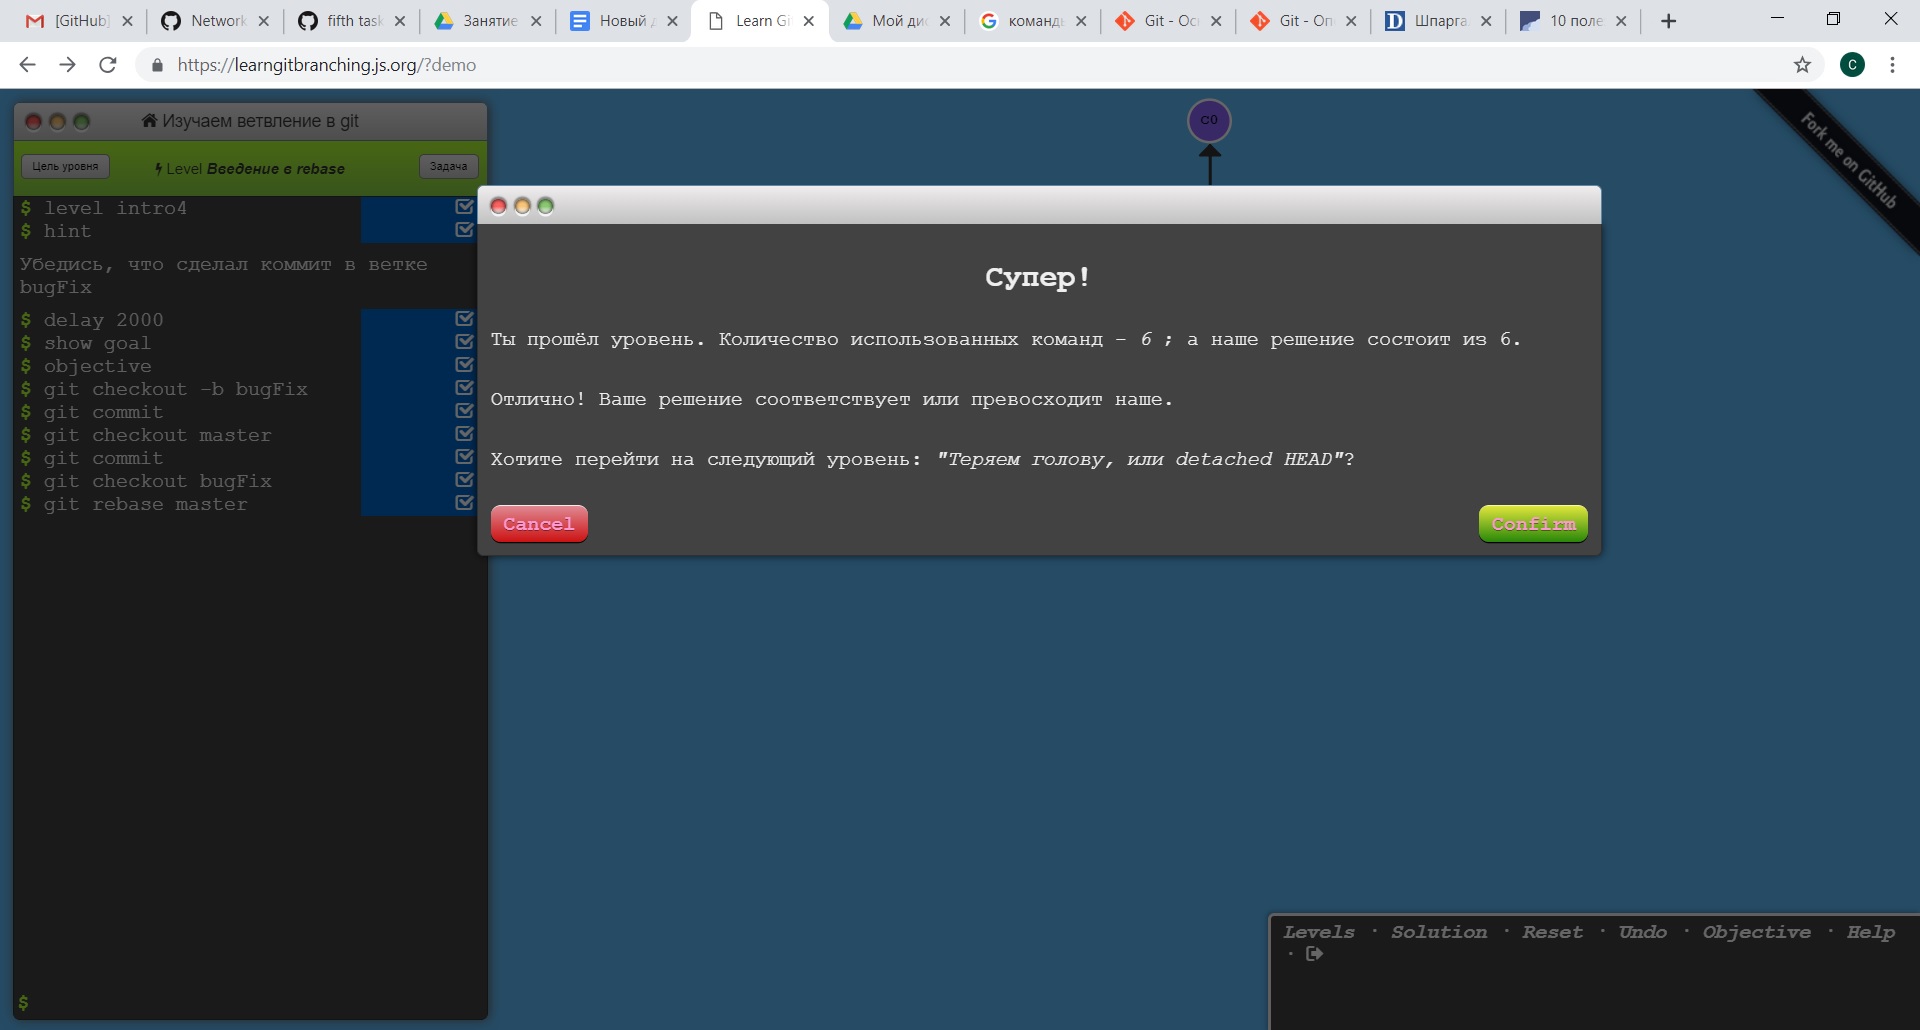 [GitHub]
Network
fifth task
Занятие
Новый д
Learn Gi
Мой дис
команды
Git - Ос
Git - Оп
Шпарга
10 поле
https://learngitbranching.js.org/?demo
C
C0
Fork me on GitHub
Изучаем ветвление в git
Цель уровня
Level Введение в rebase
Задача
$ level intro4
$ hint
Убедись, что сделал коммит в ветке
bugFix
$ delay 2000
$ show goal
$ objective
$ git checkout -b bugFix
$ git commit
$ git checkout master
$ git commit
$ git checkout bugFix
$ git rebase master
$
Супер!
Ты прошёл уровень. Количество использованных команд – 6 ; а наше решение состоит из 6.
Отлично! Ваше решение соответствует или превосходит наше.
Хотите перейти на следующий уровень: "Теряем голову, или detached HEAD"?
Cancel
Confirm
Levels · Solution · Reset · Undo · Objective · Help
·